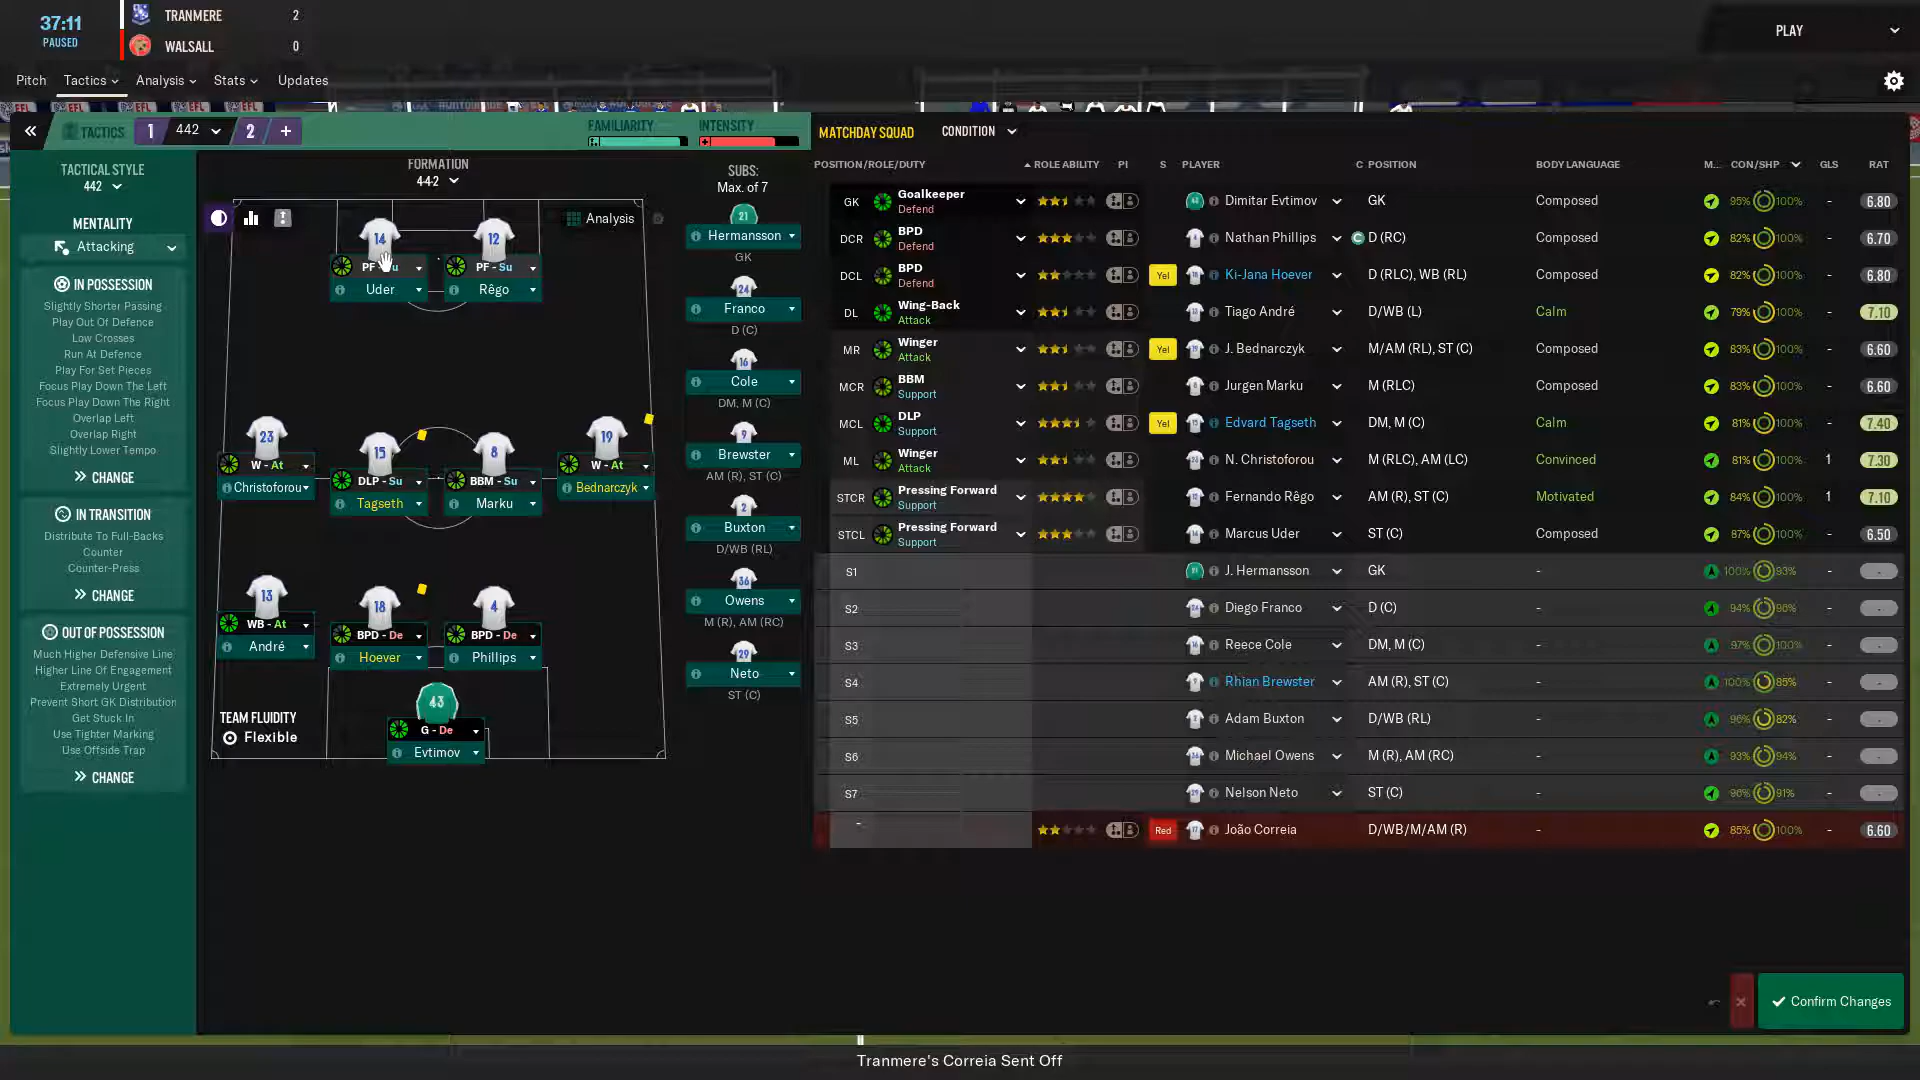 37:11
PAUSED
TRANMERE 2
WALSALL 0
PLAY
Pitch Tactics Analysis Stats Updates
TACTICS 1 442 2 +
FAMILIARITY INTENSITY
MATCHDAY SQUAD CONDITION
TACTICAL STYLE
442
MENTALITY
Attacking
IN POSSESSION
Slightly Shorter Passing
Play Out Of Defence
Low Crosses
Run At Defence
Play For Set Pieces
Focus Play Down The Left
Focus Play Down The Right
Overlap Left
Overlap Right
Slightly Lower Tempo
CHANGE
IN TRANSITION
Distribute To Full-Backs
Counter
Counter-Press
CHANGE
OUT OF POSSESSION
Much Higher Defensive Line
Higher Line Of Engagement
Extremely Urgent
Prevent Short GK Distribution
Get Stuck In
Use Tighter Marking
Use Offside Trap
CHANGE
FORMATION
4-4-2
Analysis
14 12
PF - Su PF - Su
Uder Rêgo
23 15 8 19
W - At DLP - Su BBM - Su W - At
Christoforou Tagseth Marku Bednarczyk
13 18 4
WB - At BPD - De BPD - De
André Hoever Phillips
43
G - De
Evtimov
TEAM FLUIDITY
Flexible
SUBS:
Max. of 7
21
Hermansson
GK
24
Franco
D (C)
16
Cole
DM, M (C)
9
Brewster
AM (R), ST (C)
2
Buxton
D/WB (RL)
36
Owens
M (R), AM (RC)
29
Neto
ST (C)
POSITION/ROLE/DUTY ROLE ABILITY PI S PLAYER C POSITION BODY LANGUAGE M... CON/SHP GLS RAT
GK Goalkeeper Defend Dimitar Evtimov GK Composed 95% 100% - 6.80
DCR BPD Defend Nathan Phillips C D (RC) Composed 82% 100% - 6.70
DCL BPD Defend Yel Ki-Jana Hoever D (RLC), WB (RL) Composed 82% 100% - 6.80
DL Wing-Back Attack Tiago André D/WB (L) Calm 79% 100% - 7.10
MR Winger Attack Yel J. Bednarczyk M/AM (RL), ST (C) Composed 83% 100% - 6.60
MCR BBM Support Jurgen Marku M (RLC) Composed 83% 100% - 6.60
MCL DLP Support Yel Edvard Tagseth DM, M (C) Calm 81% 100% - 7.40
ML Winger Attack N. Christoforou M (RLC), AM (LC) Convinced 81% 100% 1 7.30
STCR Pressing Forward Support Fernando Rêgo AM (R), ST (C) Motivated 84% 100% 1 7.10
STCL Pressing Forward Support Marcus Uder ST (C) Composed 87% 100% - 6.50
S1 J. Hermansson GK - 100% 93% - -
S2 Diego Franco D (C) - 94% 96% - -
S3 Reece Cole DM, M (C) - 97% 100% - -
S4 Rhian Brewster AM (R), ST (C) - 100% 85% - -
S5 Adam Buxton D/WB (RL) - 96% 82% - -
S6 Michael Owens M (R), AM (RC) - 93% 94% - -
S7 Nelson Neto ST (C) - 96% 91% - -
- Red João Correia D/WB/M/AM (R) - 85% 100% - 6.60
Confirm Changes
Tranmere's Correia Sent Off